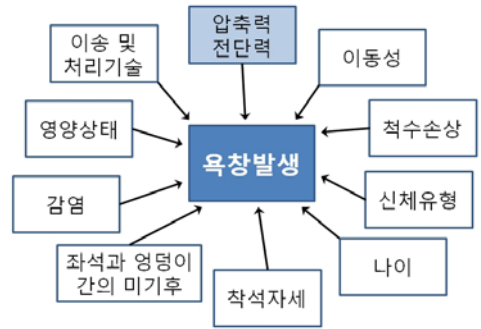 압축력
전단력
이송 및
처리기술
이동성
영양상태
척수손상
욕창발생
감염
신체유형
좌석과 엉덩이
간의 미기후
나이
착석자세